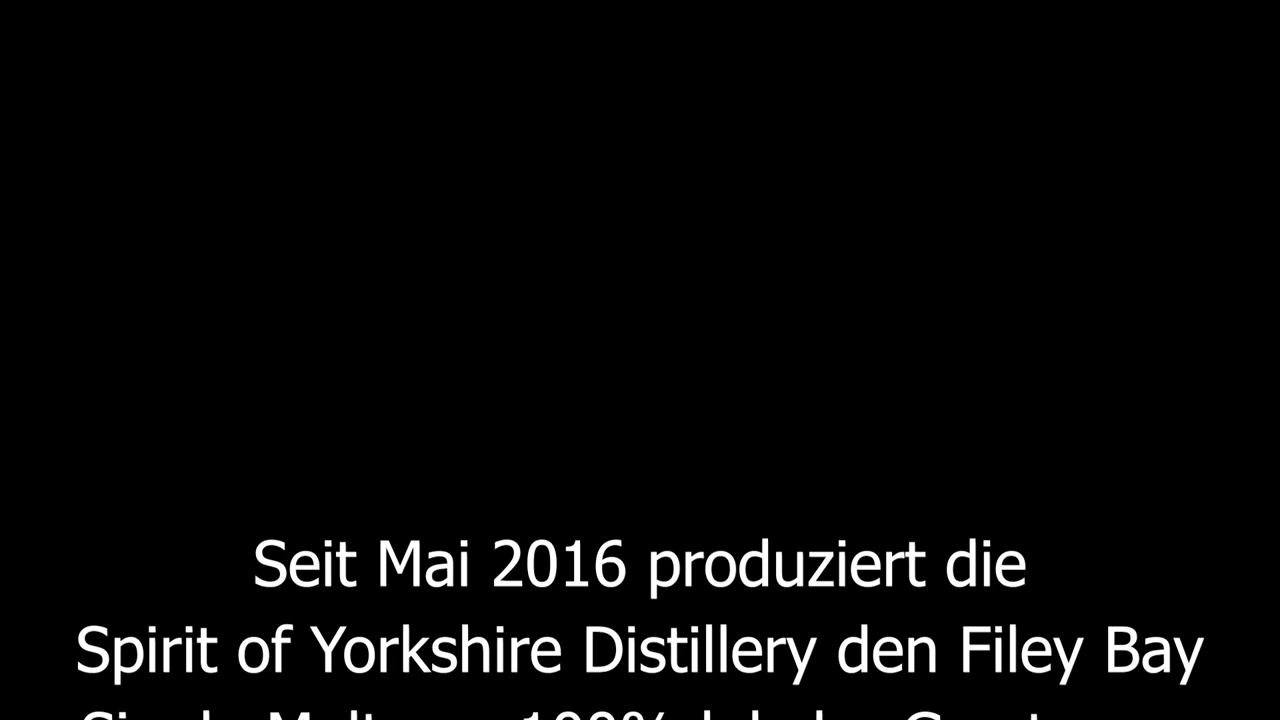 Seit Mai 2016 produziert die
Spirit of Yorkshire Distillery den Filey Bay